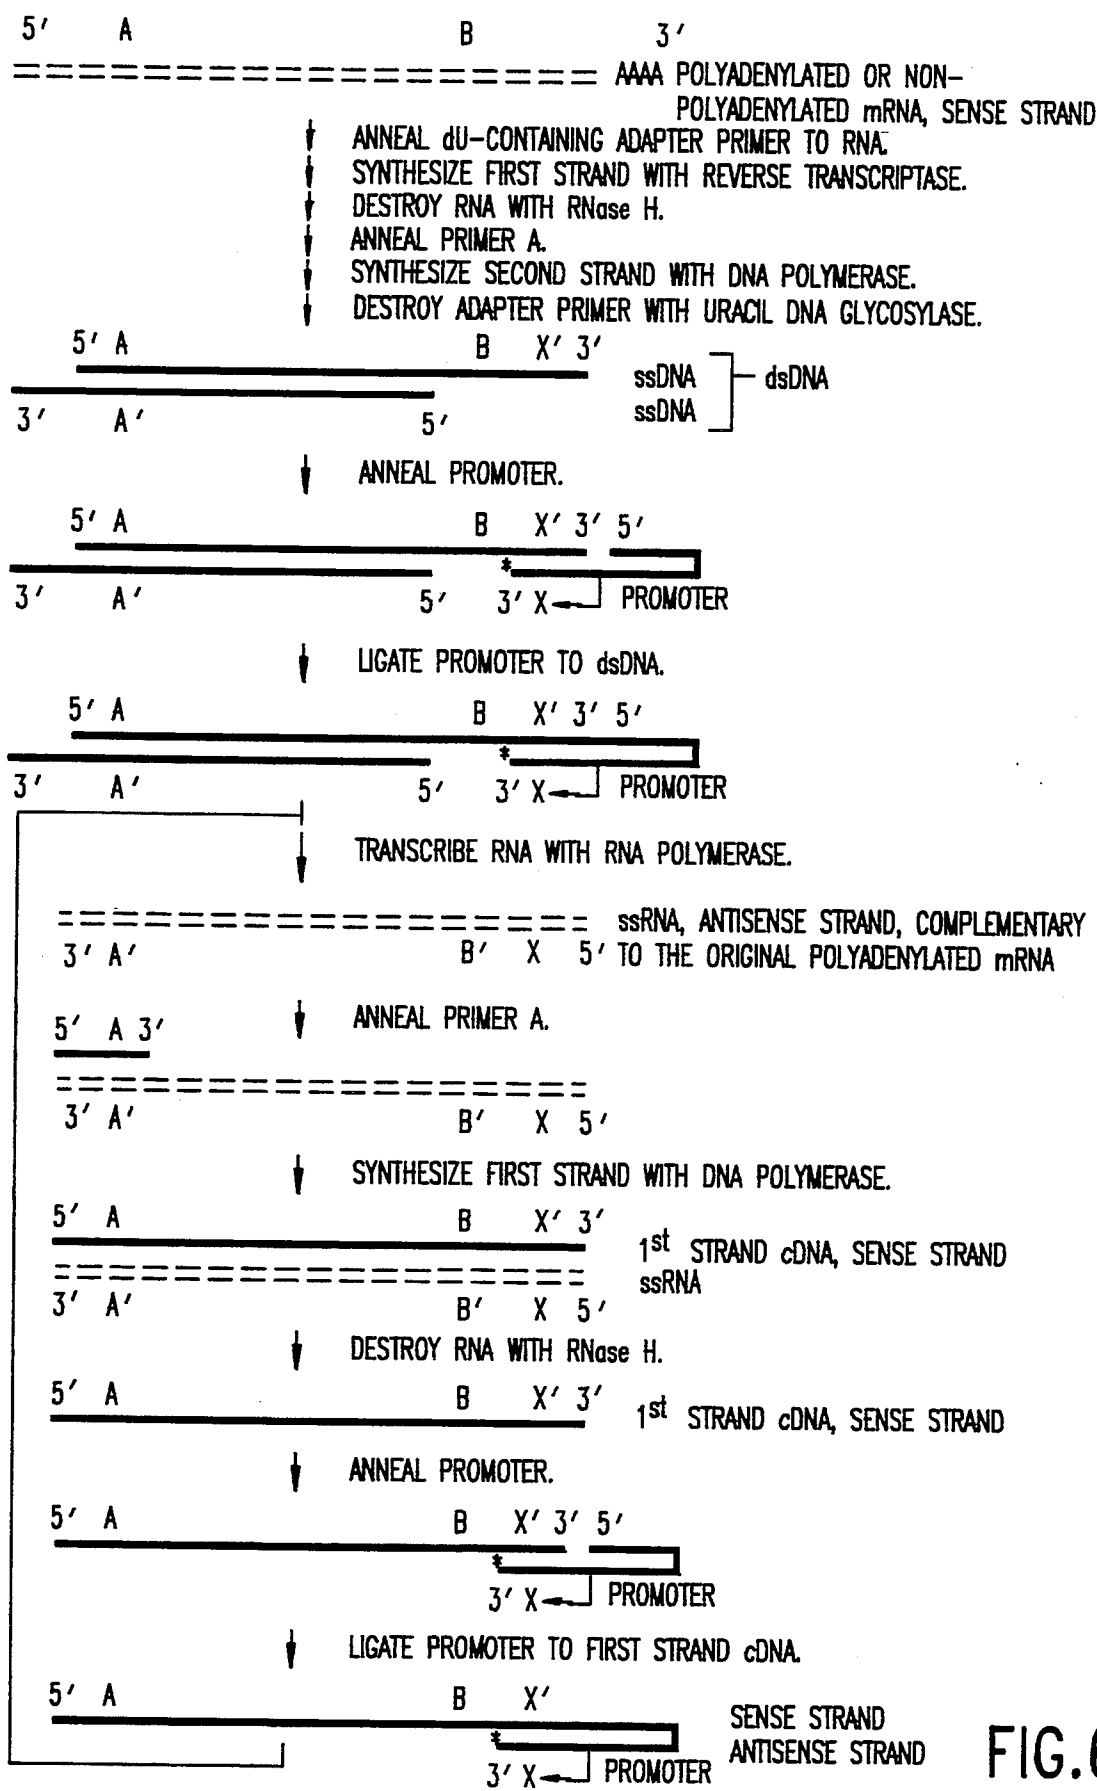 5′ A B 3′
AAAA POLYADENYLATED OR NON-
POLYADENYLATED mRNA, SENSE STRAND
ANNEAL dU-CONTAINING ADAPTER PRIMER TO RNA.
SYNTHESIZE FIRST STRAND WITH REVERSE TRANSCRIPTASE.
DESTROY RNA WITH RNase H.
ANNEAL PRIMER A.
SYNTHESIZE SECOND STRAND WITH DNA POLYMERASE.
DESTROY ADAPTER PRIMER WITH URACIL DNA GLYCOSYLASE.
5′ A B X′ 3′
ssDNA dsDNA
ssDNA
3′ A′ 5′
ANNEAL PROMOTER.
5′ A B X′ 3′ 5′
*
3′ A′ 5′ 3′ X PROMOTER
LIGATE PROMOTER TO dsDNA.
5′ A B X′ 3′ 5′
*
3′ A′ 5′ 3′ X PROMOTER
TRANSCRIBE RNA WITH RNA POLYMERASE.
ssRNA, ANTISENSE STRAND, COMPLEMENTARY
3′ A′ B′ X 5′ TO THE ORIGINAL POLYADENYLATED mRNA
ANNEAL PRIMER A.
5′ A 3′
3′ A′ B′ X 5′
SYNTHESIZE FIRST STRAND WITH DNA POLYMERASE.
5′ A B X′ 3′
1st STRAND cDNA, SENSE STRAND
ssRNA
3′ A′ B′ X 5′
DESTROY RNA WITH RNase H.
5′ A B X′ 3′
1st STRAND cDNA, SENSE STRAND
ANNEAL PROMOTER.
5′ A B X′ 3′ 5′
*
3′ X PROMOTER
LIGATE PROMOTER TO FIRST STRAND cDNA.
5′ A B X′
SENSE STRAND
* ANTISENSE STRAND
3′ X PROMOTER
FIG.6